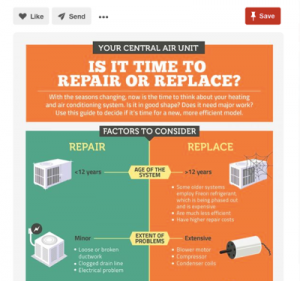 Like Send ••• Save
YOUR CENTRAL AIR UNIT
IS IT TIME TO
REPAIR OR REPLACE?
With the seasons changing, now is the time to think about your heating
and air conditioning system. Is it in good shape? Does it need major work?
Use this guide to decide if it's time for a new, more efficient model.
FACTORS TO CONSIDER
REPAIR REPLACE
<12 years
AGE OF THE
SYSTEM
>12 years
• Some older systems
employ Freon refrigerant
which is being phased out
and is expensive
• Are much less efficient
• Have higher repair costs
Minor
EXTENT OF
PROBLEMS
Extensive
• Loose or broken
ductwork
• Clogged drain line
• Electrical problem
• Blower motor
• Compressor
• Condenser coils